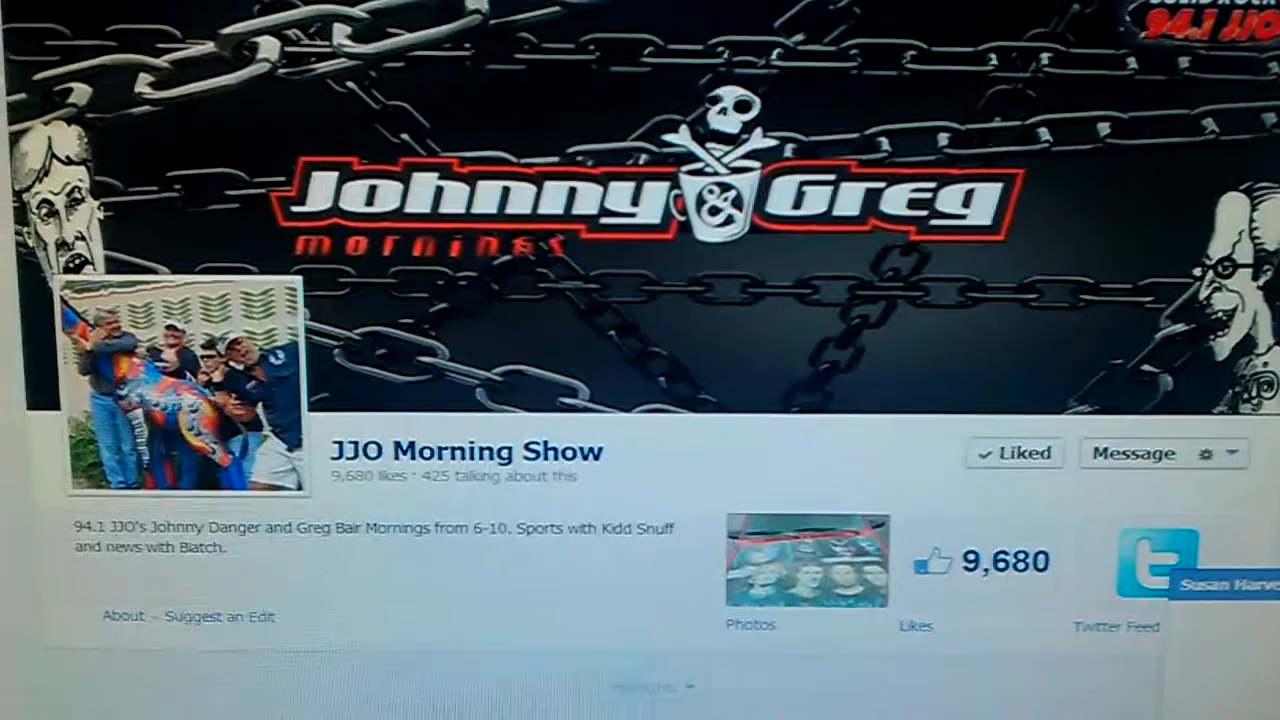 94.1 JJO
Johnny & Greg
mornings
JJO Morning Show
9,680 likes · 425 talking about this
Liked
Message
94.1 JJO's Johnny Danger and Greg Bair Mornings from 6-10. Sports with Kidd Snuff
and news with Biatch.
9,680
Susan
About - Suggest an Edit
Photos
Likes
Twitter Feed